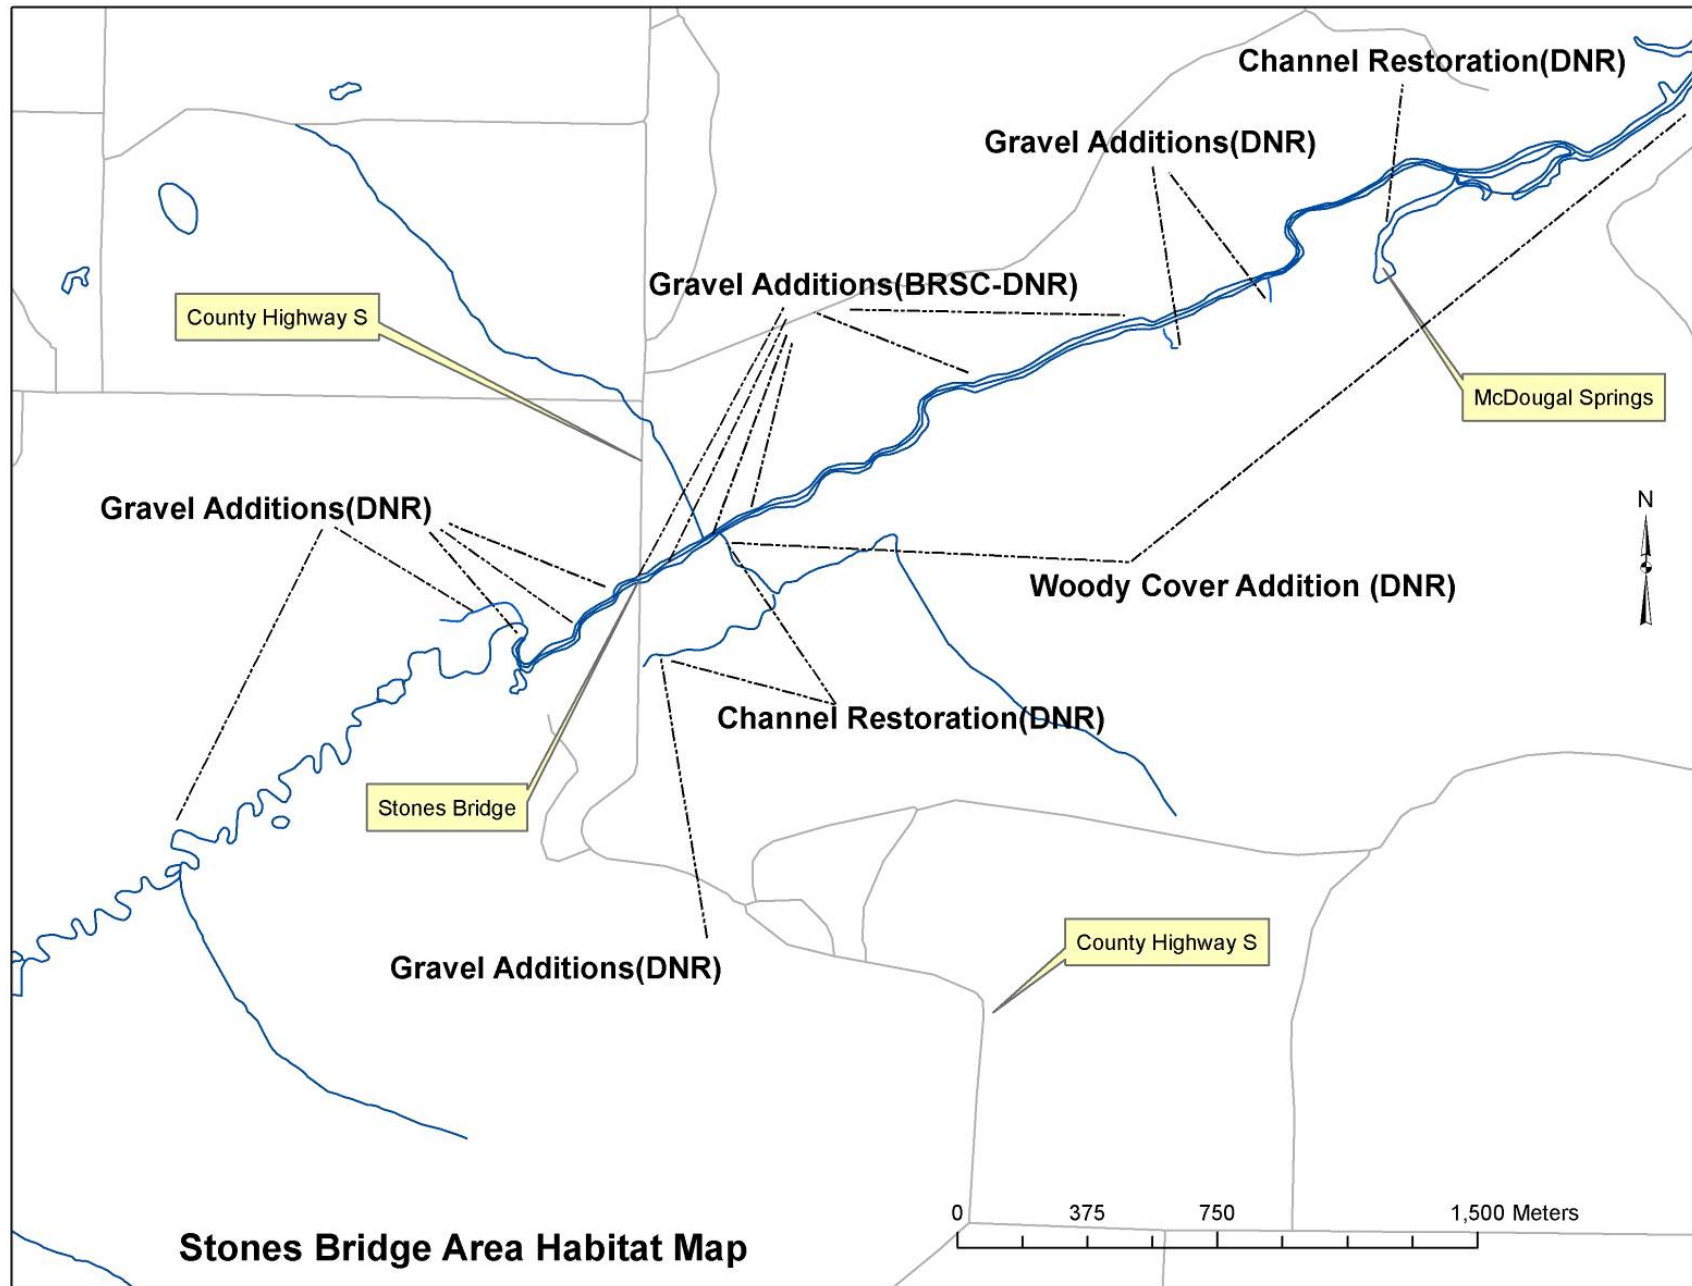 Channel Restoration(DNR)
Gravel Additions(DNR)
Gravel Additions(BRSC-DNR)
County Highway S
McDougal Springs
Gravel Additions(DNR)
N
Woody Cover Addition (DNR)
Channel Restoration(DNR)
Stones Bridge
County Highway S
Gravel Additions(DNR)
0 375 750 1,500 Meters
Stones Bridge Area Habitat Map